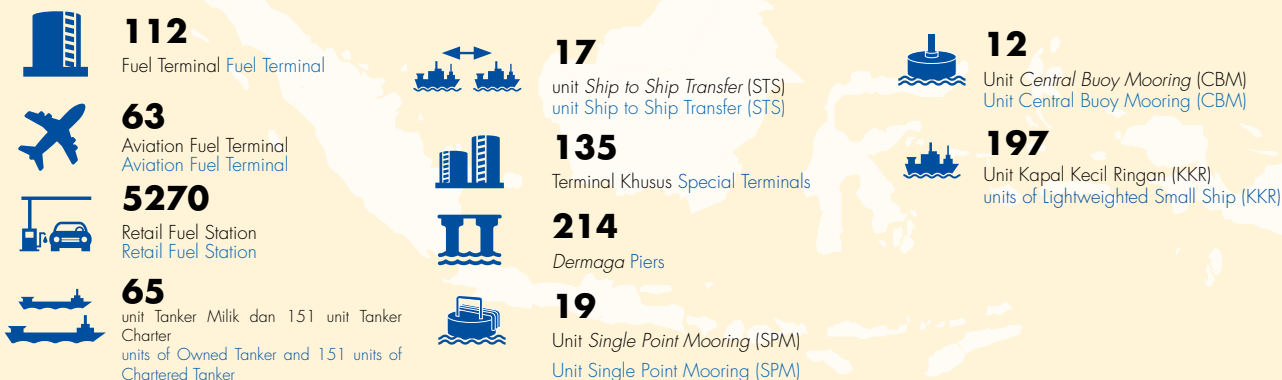 112
Fuel Terminal Fuel Terminal
63
Aviation Fuel Terminal
Aviation Fuel Terminal
5270
Retail Fuel Station
Retail Fuel Station
65
unit Tanker Milik dan 151 unit Tanker
Charter
units of Owned Tanker and 151 units of
Chartered Tanker
17
unit Ship to Ship Transfer (STS)
unit Ship to Ship Transfer (STS)
135
Terminal Khusus Special Terminals
214
Dermaga Piers
19
Unit Single Point Mooring (SPM)
Unit Single Point Mooring (SPM)
12
Unit Central Buoy Mooring (CBM)
Unit Central Buoy Mooring (CBM)
197
Unit Kapal Kecil Ringan (KKR)
units of Lightweighted Small Ship (KKR)